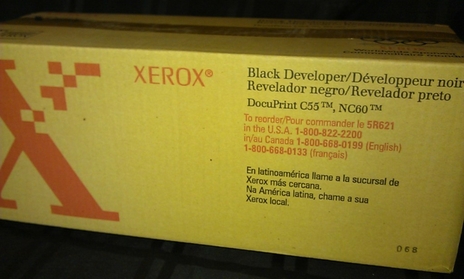 XEROX®
Black Developer/Développeur noir
Revelador negro/Revelador preto
DocuPrint C55™, NC60™
To reorder/Pour commander le 5R621
in the U.S.A. 1-800-822-2200
in/au Canada 1-800-668-0199 (English)
1-800-668-0133 (français)
En latinoamérica llame a la sucursal de
Xerox más cercana.
Na América latina, chame a sua
Xerox local.
068